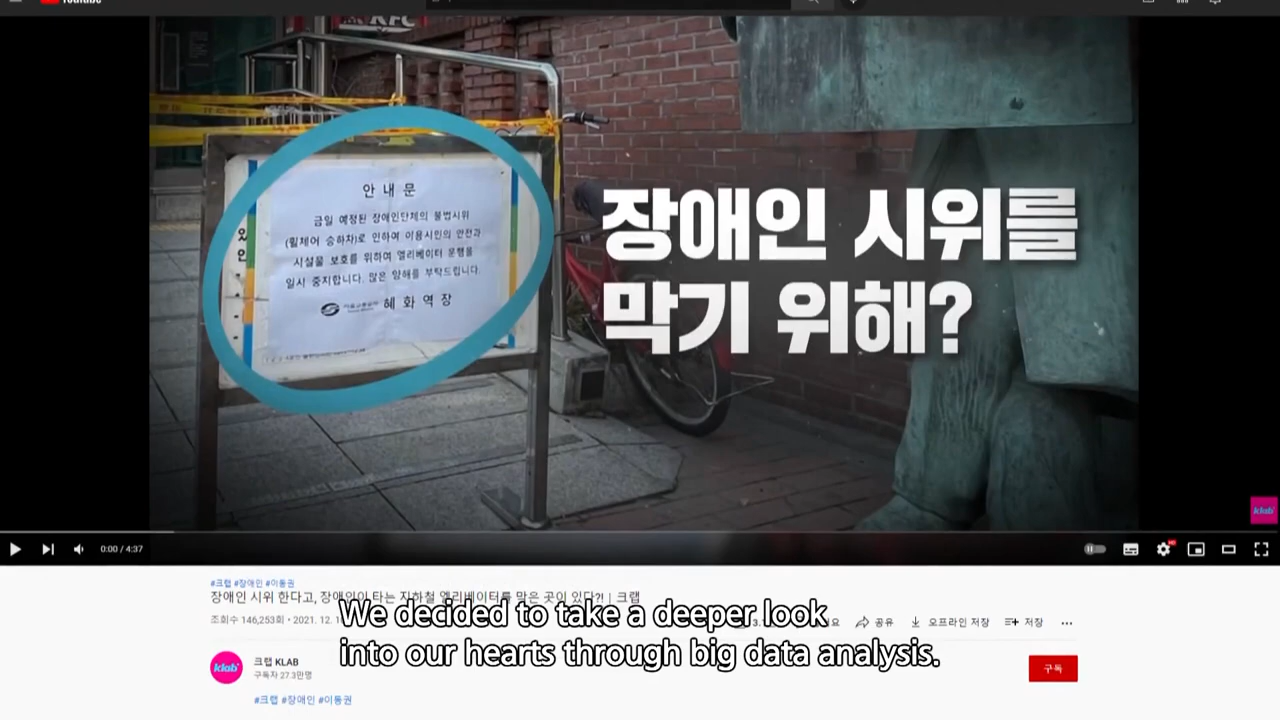 KFC
안 내 문
금일 예정된 장애인단체의 불법시위
(휠체어 승하차)로 인하여 이용시민의 안전과
시설물 보호를 위하여 엘리베이터 운행을
일시 중지합니다. 많은 양해를 부탁드립니다.
서울교통공사 혜 화 역 장
장애인 시위를
막기 위해?
klab
0:00 / 4:37
#크랩 #장애인 #이동권
장애인 시위 한다고, 장애인이 타는 지하철 엘리베이터를 막은 곳이 있다?! | 크랩
조회수 146,253회 • 2021. 12.
공유
오프라인 저장
저장
We decided to take a deeper look
into our hearts through big data analysis.
klab
크랩 KLAB
구독자 27.3만명
구독
#크랩 #장애인 #이동권